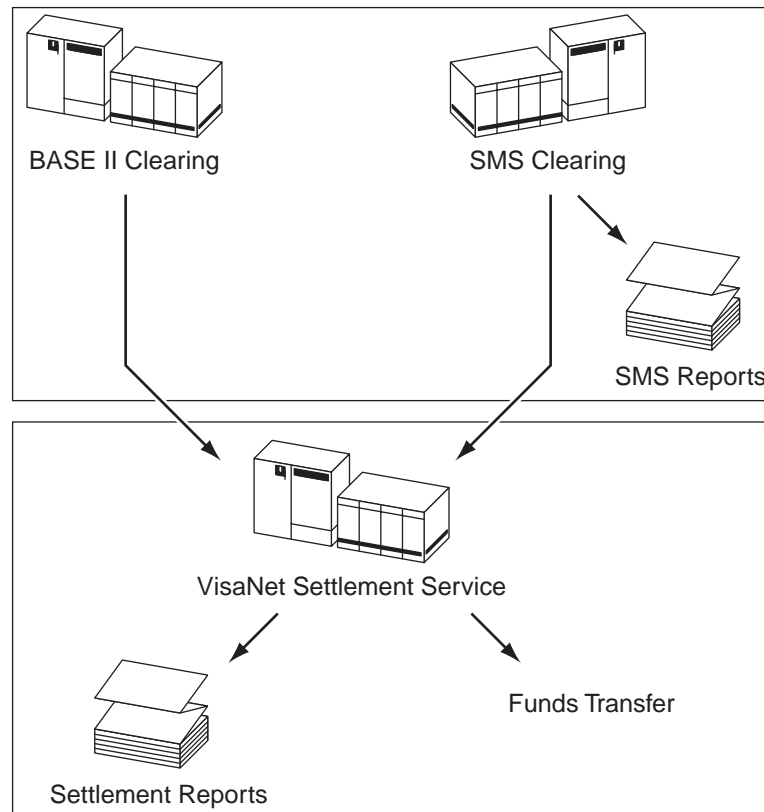 BASE II Clearing
SMS Clearing
SMS Reports
VisaNet Settlement Service
Funds Transfer
Settlement Reports